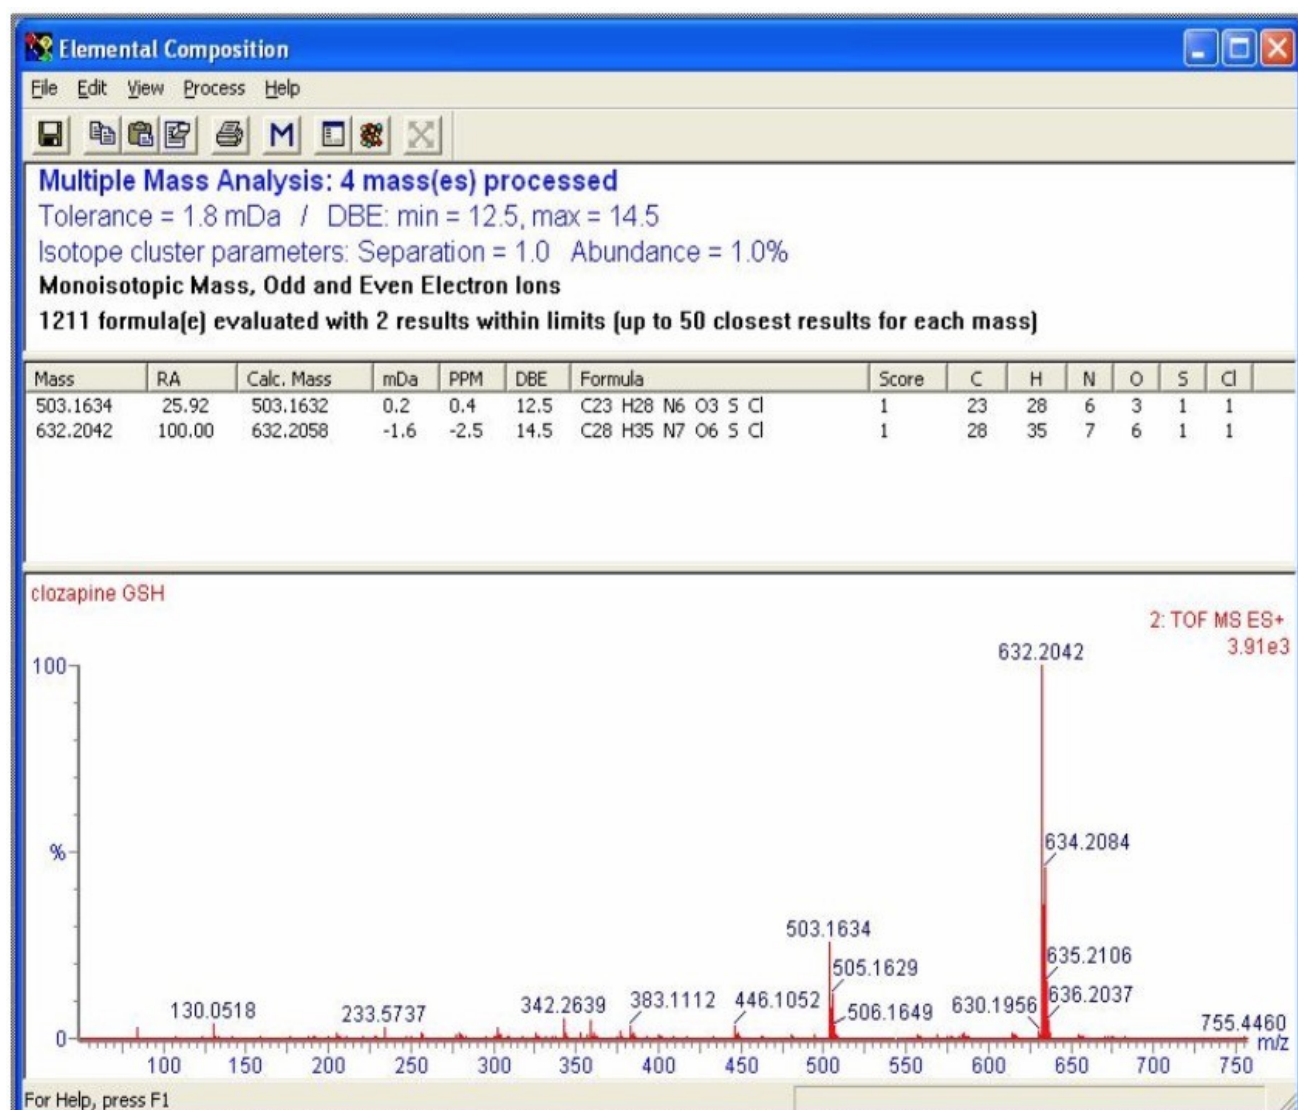 Elemental Composition
File Edit View Process Help
M
Multiple Mass Analysis: 4 mass(es) processed
Tolerance = 1.8 mDa / DBE: min = 12.5, max = 14.5
Isotope cluster parameters: Separation = 1.0 Abundance = 1.0%
Monoisotopic Mass, Odd and Even Electron Ions
1211 formula(e) evaluated with 2 results within limits (up to 50 closest results for each mass)
Mass RA Calc. Mass mDa PPM DBE Formula Score C H N O S Cl
503.1634 25.92 503.1632 0.2 0.4 12.5 C23 H28 N6 O3 S Cl 1 23 28 6 3 1 1
632.2042 100.00 632.2058 -1.6 -2.5 14.5 C28 H35 N7 O6 S Cl 1 28 35 7 6 1 1
clozapine GSH
2: TOF MS ES+
3.91e3
632.2042
100
%
634.2084
503.1634
635.2106
505.1629
636.2037
130.0518 233.5737 342.2639 383.1112 446.1052 506.1649 630.1956 755.4460
0
m/z
100 150 200 250 300 350 400 450 500 550 600 650 700 750
For Help, press F1